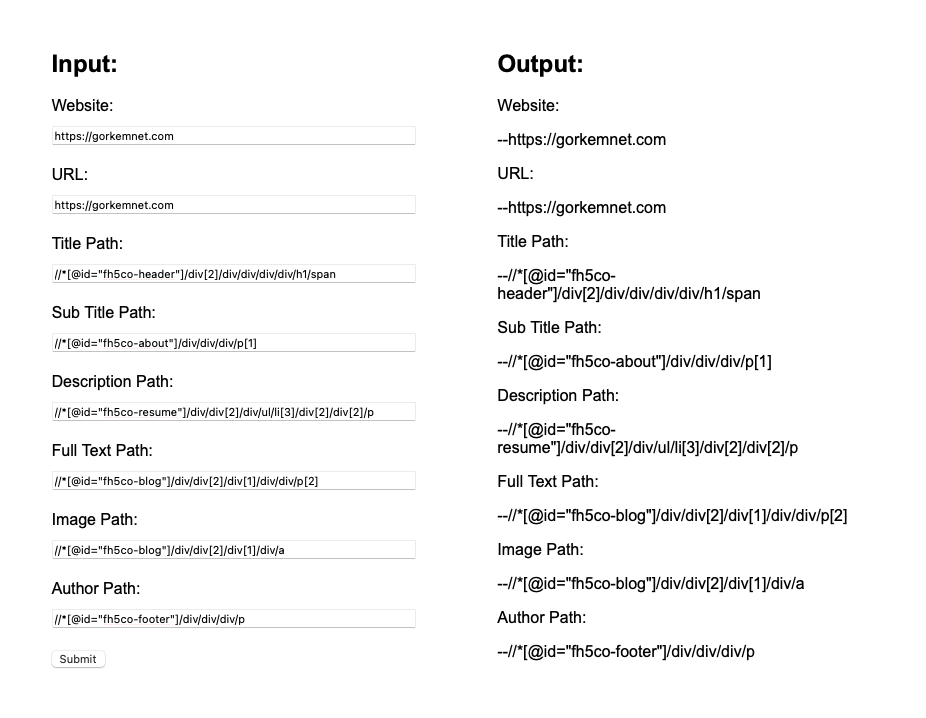 Input:
Website:
https://gorkemnet.com
URL:
https://gorkemnet.com
Title Path:
//*[@id="fh5co-header"]/div[2]/div/div/div/div/h1/span
Sub Title Path:
//*[@id="fh5co-about"]/div/div/div/p[1]
Description Path:
//*[@id="fh5co-resume"]/div/div[2]/div/ul/li[3]/div[2]/div[2]/p
Full Text Path:
//*[@id="fh5co-blog"]/div/div[2]/div[1]/div/div/p[2]
Image Path:
//*[@id="fh5co-blog"]/div/div[2]/div[1]/div/a
Author Path:
//*[@id="fh5co-footer"]/div/div/div/p
Submit
Output:
Website:
--https://gorkemnet.com
URL:
--https://gorkemnet.com
Title Path:
--//*[@id="fh5co-
header"]/div[2]/div/div/div/div/h1/span
Sub Title Path:
--//*[@id="fh5co-about"]/div/div/div/p[1]
Description Path:
--//*[@id="fh5co-
resume"]/div/div[2]/div/ul/li[3]/div[2]/div[2]/p
Full Text Path:
--//*[@id="fh5co-blog"]/div/div[2]/div[1]/div/div/p[2]
Image Path:
--//*[@id="fh5co-blog"]/div/div[2]/div[1]/div/a
Author Path:
--//*[@id="fh5co-footer"]/div/div/div/p